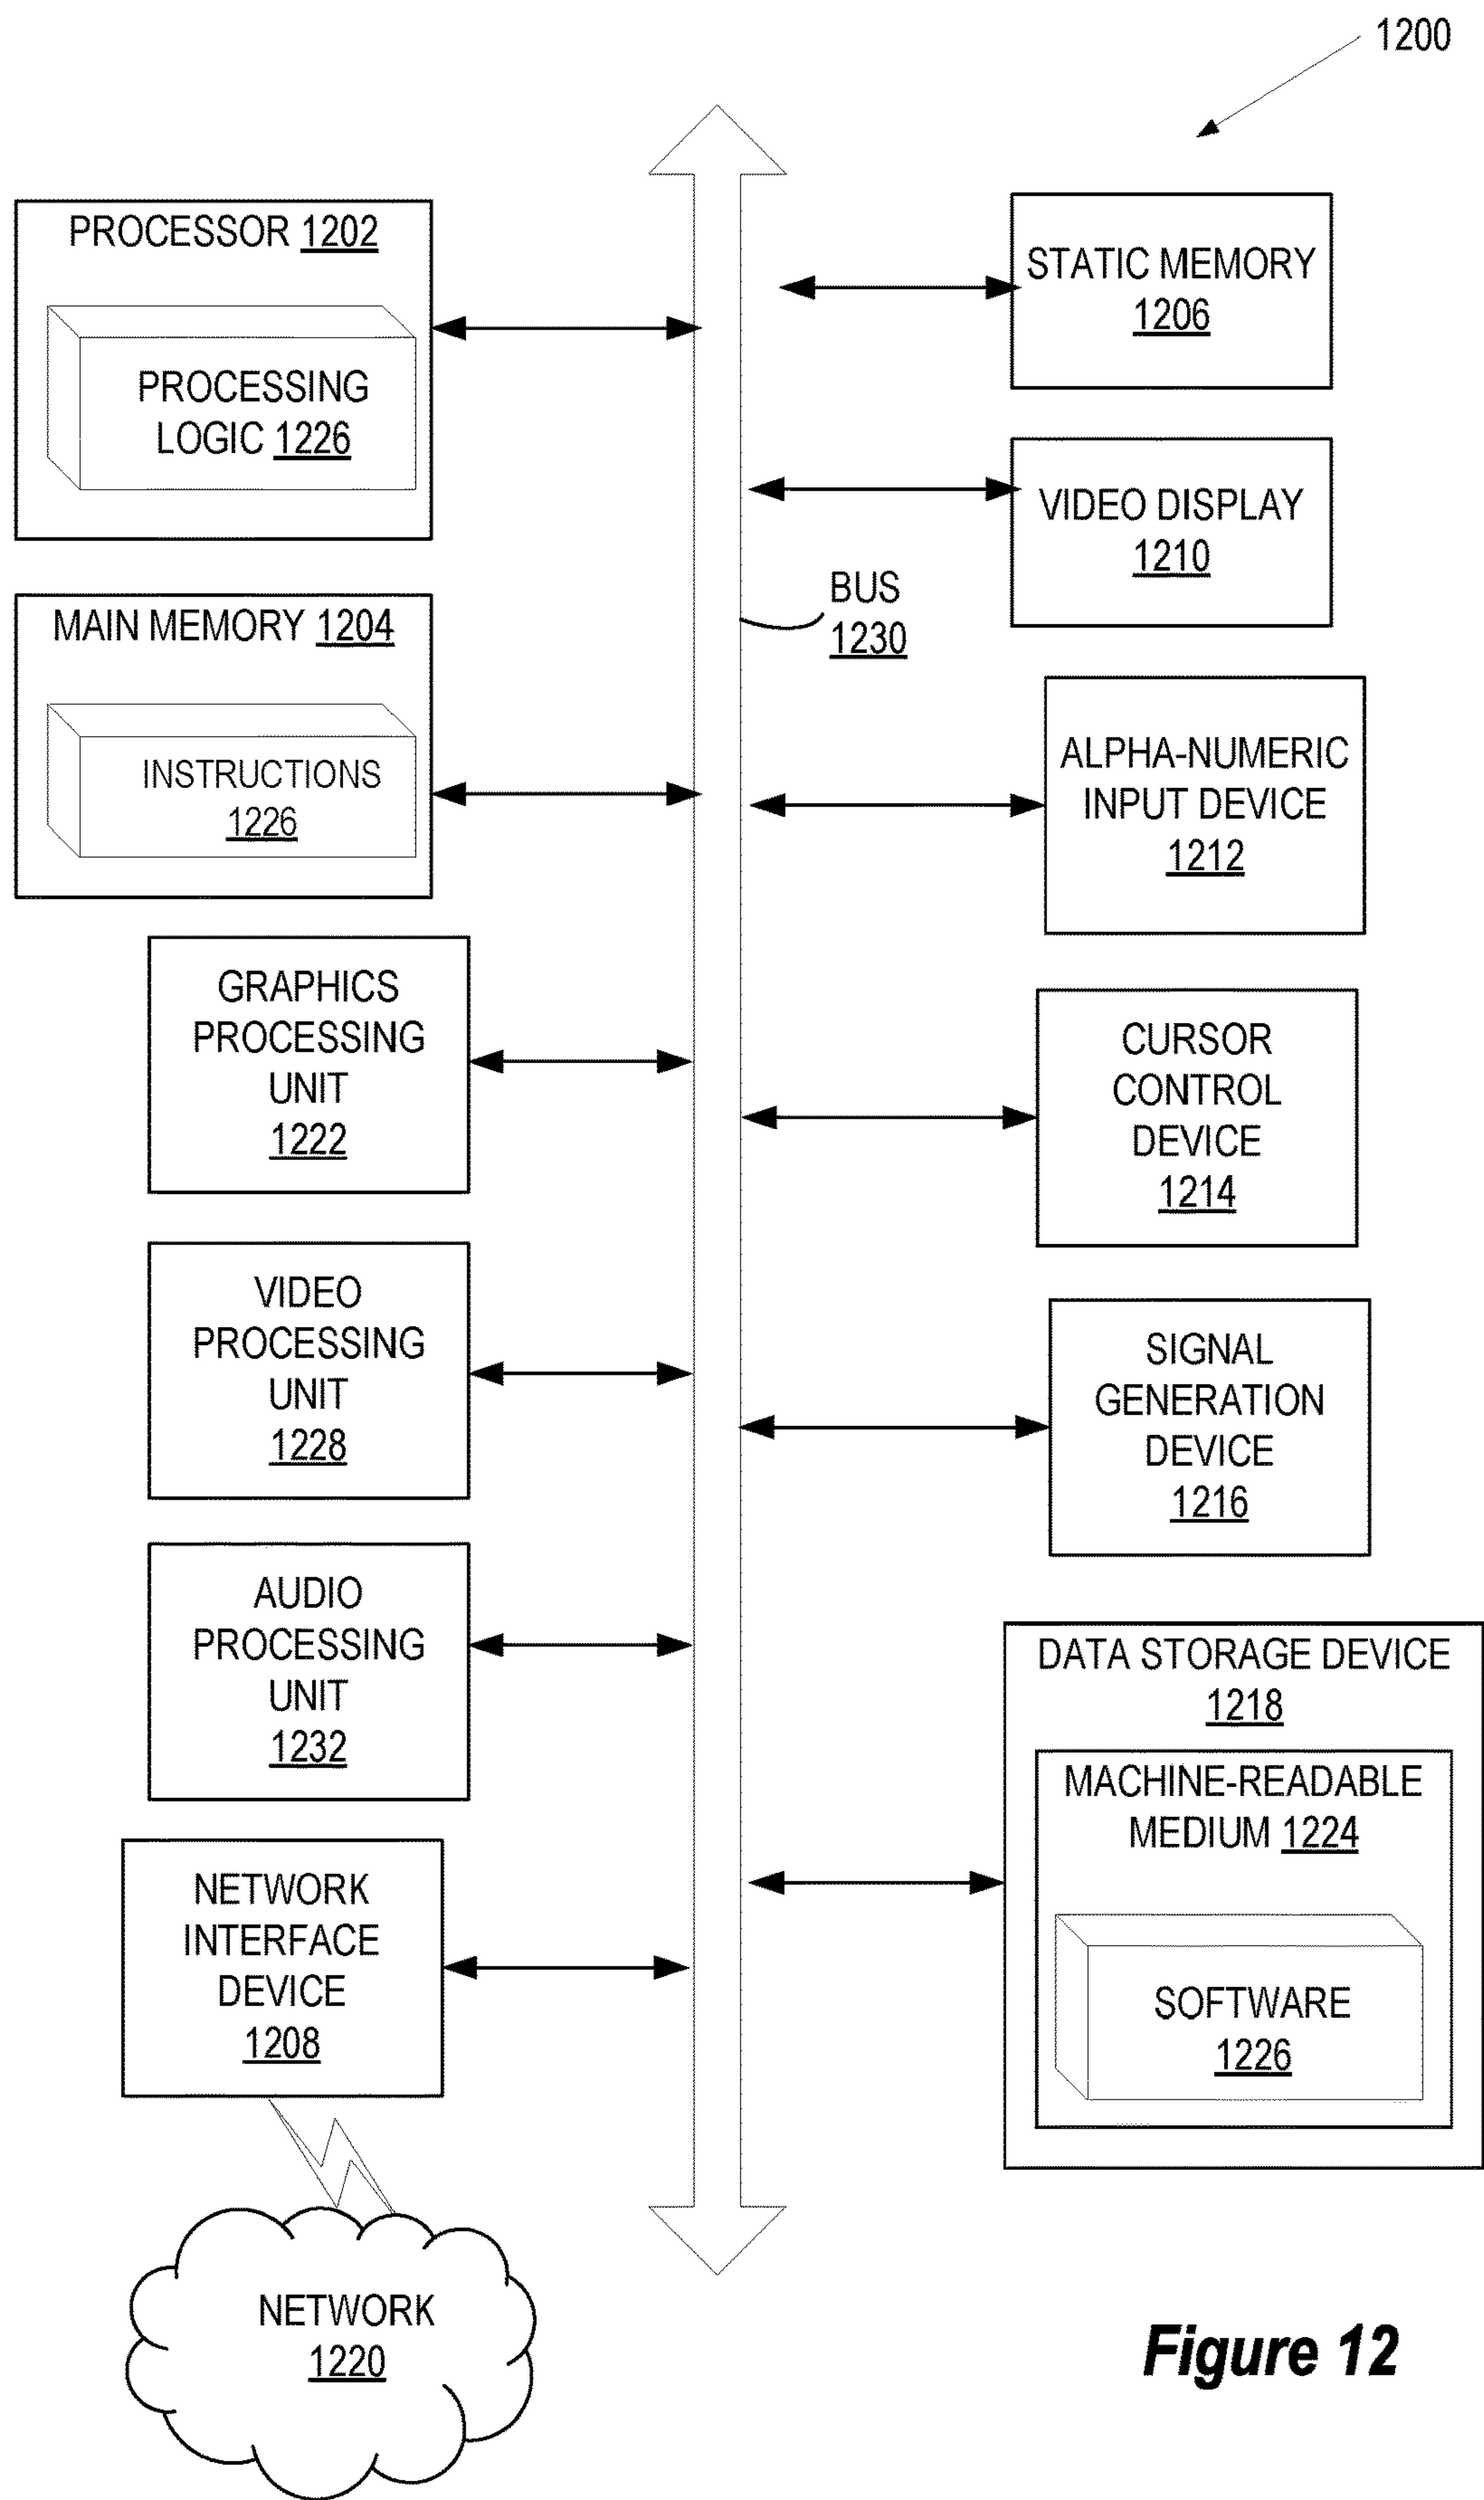 1200
PROCESSOR 1202
PROCESSING
LOGIC 1226
MAIN MEMORY 1204
INSTRUCTIONS
1226
GRAPHICS
PROCESSING
UNIT
1222
VIDEO
PROCESSING
UNIT
1228
AUDIO
PROCESSING
UNIT
1232
NETWORK
INTERFACE
DEVICE
1208
NETWORK
1220
BUS
1230
STATIC MEMORY
1206
VIDEO DISPLAY
1210
ALPHA-NUMERIC
INPUT DEVICE
1212
CURSOR
CONTROL
DEVICE
1214
SIGNAL
GENERATION
DEVICE
1216
DATA STORAGE DEVICE
1218
MACHINE-READABLE
MEDIUM 1224
SOFTWARE
1226
Figure 12